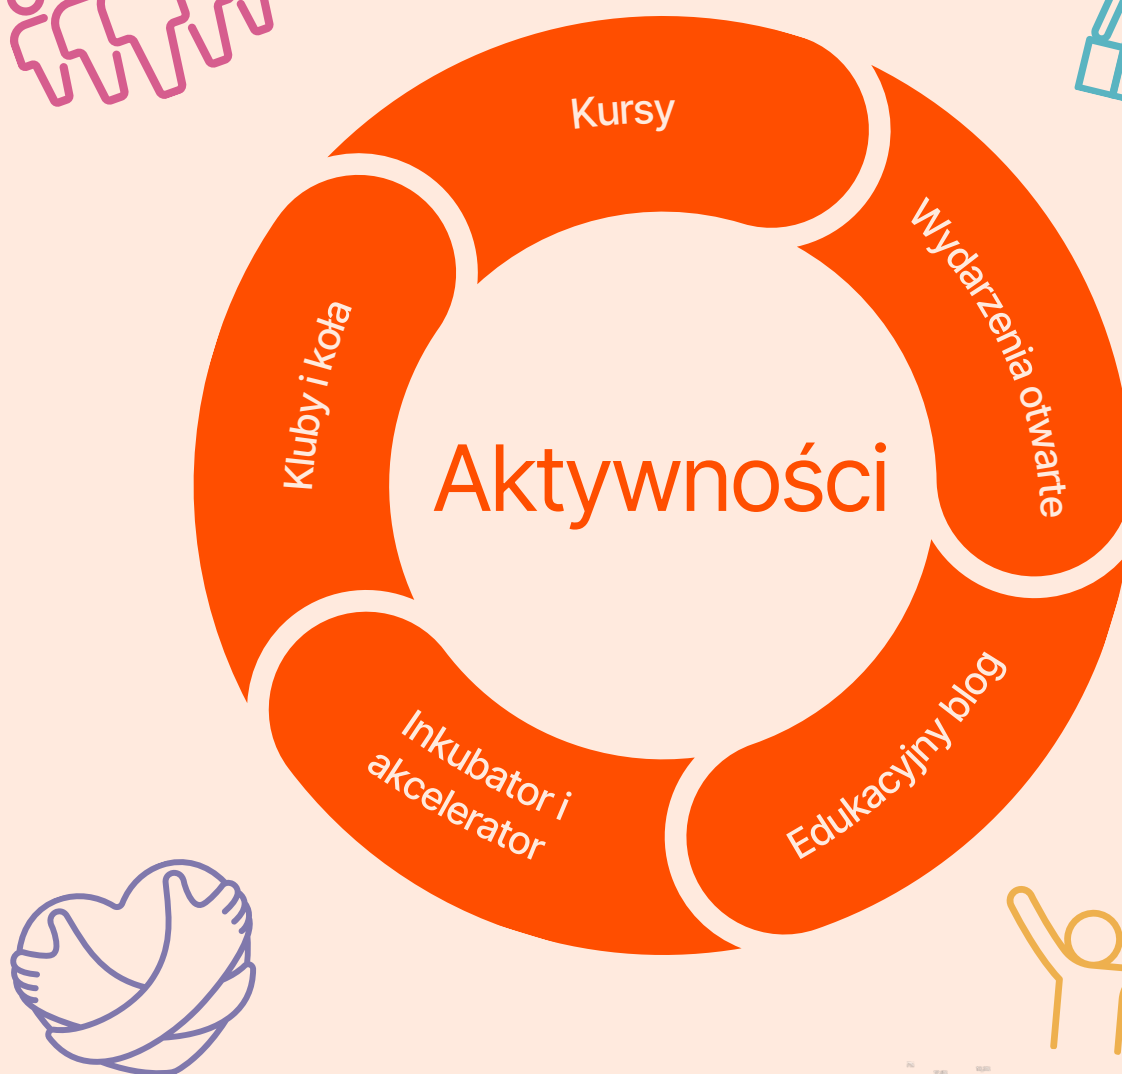 Kursy
Wydarzenia otwarte
Aktywności
Kluby i koła
Inkubator i
akcelerator
Edukacyjny blog